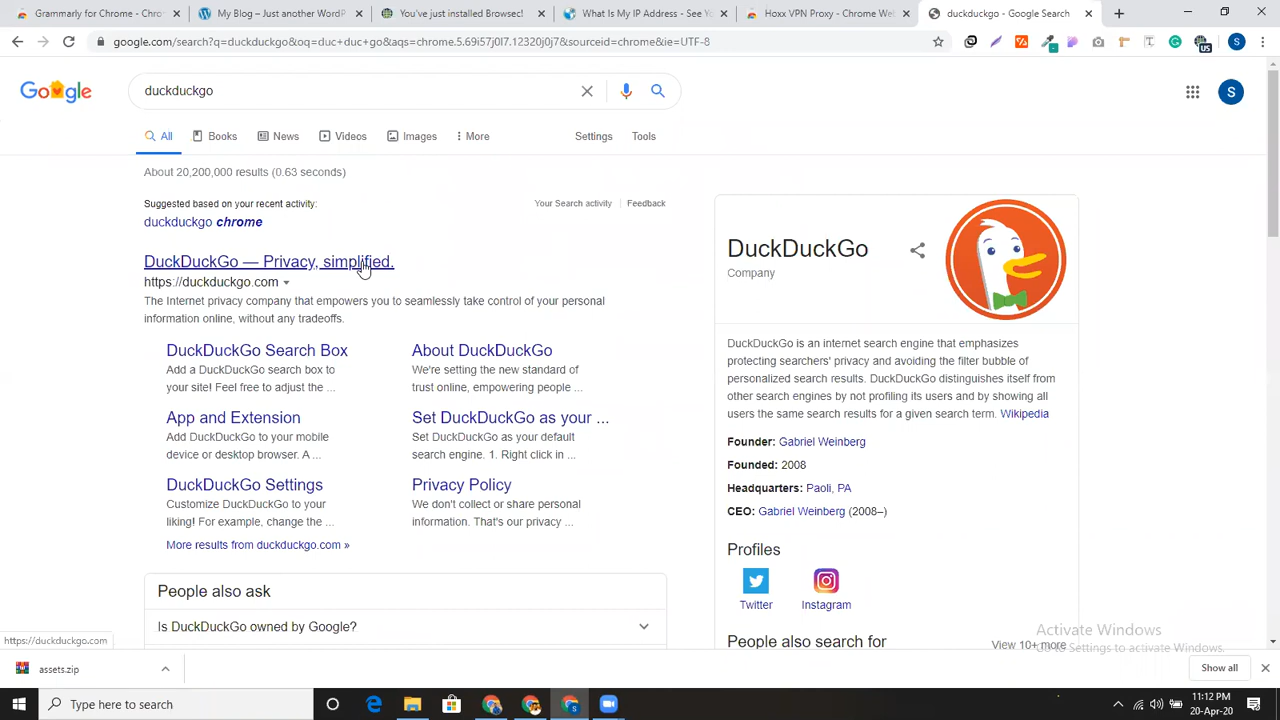 Grammarly for Chrome - Chro
My Blog – Just another WordP
You've just installed Browsec!
What Is My IP Address - See Yo
Hoxx VPN Proxy - Chrome Web
duckduckgo - Google Search
google.com/search?q=duckduckgo&oq=duc+duc+go&aqs=chrome.5.69i57j0l7.12320j0j7&sourceid=chrome&ie=UTF-8
US
S
Google
duckduckgo
S
All
Books
News
Videos
Images
More
Settings
Tools
About 20,200,000 results (0.63 seconds)
Suggested based on your recent activity:
Your Search activity
Feedback
duckduckgo chrome
DuckDuckGo — Privacy, simplified.
https://duckduckgo.com
The Internet privacy company that empowers you to seamlessly take control of your personal
information online, without any tradeoffs.
DuckDuckGo Search Box
Add a DuckDuckGo search box to
your site! Feel free to adjust the ...
About DuckDuckGo
We're setting the new standard of
trust online, empowering people ...
App and Extension
Add DuckDuckGo to your mobile
device or desktop browser. A ...
Set DuckDuckGo as your ...
Set DuckDuckGo as your default
search engine. 1. Right click in ...
DuckDuckGo Settings
Customize DuckDuckGo to your
liking! For example, change the ...
Privacy Policy
We don't collect or share personal
information. That's our privacy ...
More results from duckduckgo.com »
People also ask
Is DuckDuckGo owned by Google?
DuckDuckGo
Company
DuckDuckGo is an internet search engine that emphasizes
protecting searchers' privacy and avoiding the filter bubble of
personalized search results. DuckDuckGo distinguishes itself from
other search engines by not profiling its users and by showing all
users the same search results for a given search term. Wikipedia
Founder: Gabriel Weinberg
Founded: 2008
Headquarters: Paoli, PA
CEO: Gabriel Weinberg (2008–)
Profiles
Twitter
Instagram
People also search for
View 10+ more
Activate Windows
Go to Settings to activate Windows.
https://duckduckgo.com
assets.zip
Show all
Type here to search
11:12 PM
20-Apr-20